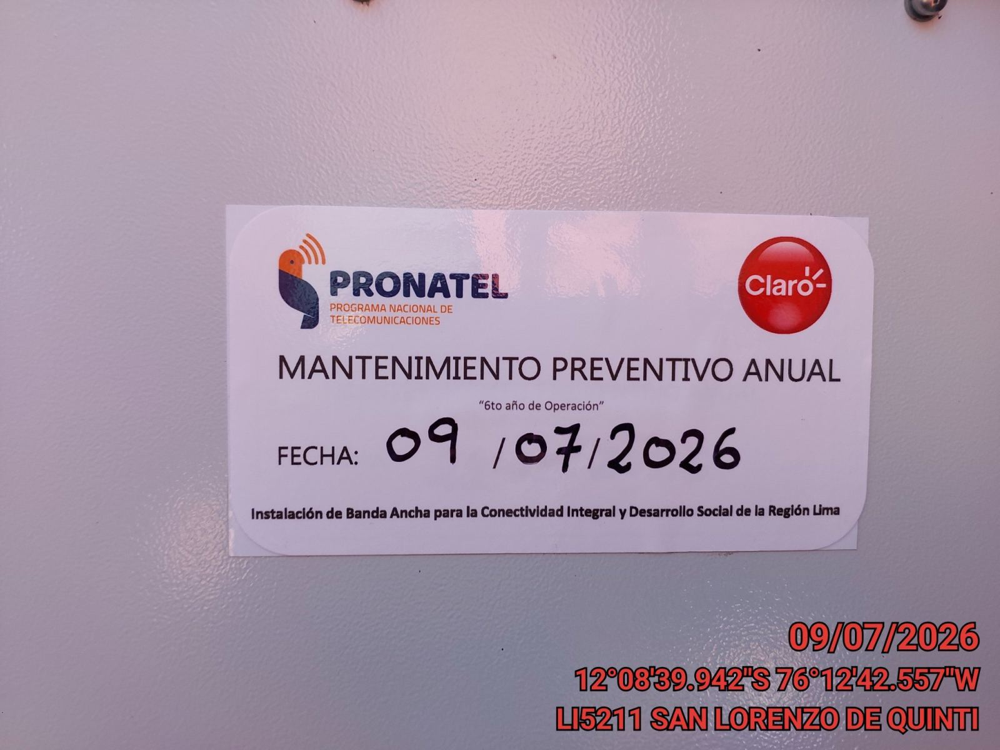 PRONATEL
PROGRAMA NACIONAL DE
TELECOMUNICACIONES
Claro
MANTENIMIENTO PREVENTIVO ANUAL
“6to año de Operación”
FECHA: 09 / 07 / 2026
Instalación de Banda Ancha para la Conectividad Integral y Desarrollo Social de la Región Lima
09/07/2026
12°08'39.942"S 76°12'42.557"W
LI5211 SAN LORENZO DE QUINTI